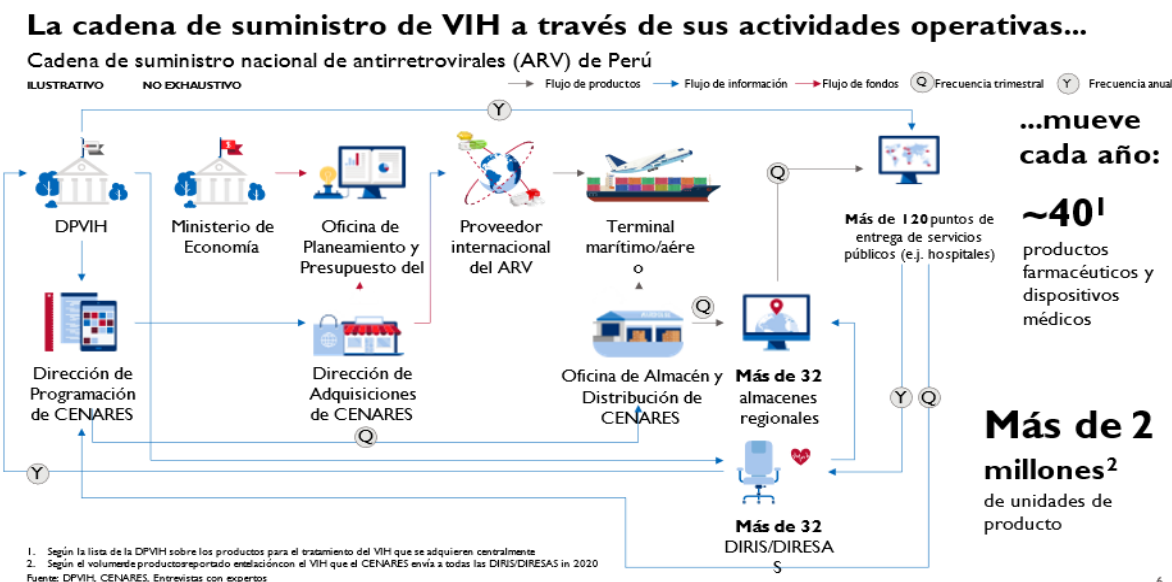 La cadena de suministro de VIH a través de sus actividades operativas...
Cadena de suministro nacional de antirretrovirales (ARV) de Perú
ILUSTRATIVO
NO EXHAUSTIVO
Flujo de productos
Flujo de información
Flujo de fondos
Q
Frecuencia trimestral
Y
Frecuencia anual
Y
DPVIH
Ministerio de
Economía
Oficina de
Planeamiento y
Presupuesto del
Proveedor
internacional
del ARV
Terminal
marítimo/aére
o
Q
Más de 120 puntos de
entrega de servicios
públicos (e.j. hospitales)
...mueve
cada año:
~40¹
productos
farmacéuticos y
dispositivos
médicos
Dirección de
Programación
de CENARES
Dirección de
Adquisiciones
de CENARES
Oficina de Almacén y
Distribución de
CENARES
Q
Más de 32
almacenes
regionales
Y
Q
Q
Y
Más de 2
millones²
de unidades de
producto
Más de 32
DIRIS/DIRESA
S
1. Según la lista de la DPVIH sobre los productos para el tratamiento del VIH que se adquieren centralmente
2. Según el volumende productosreportado enrelacióncon el VIH que el CENARES envía a todas las DIRIS/DIRESAS in 2020
Fuente: DPVIH, CENARES, Entrevistas con expertos